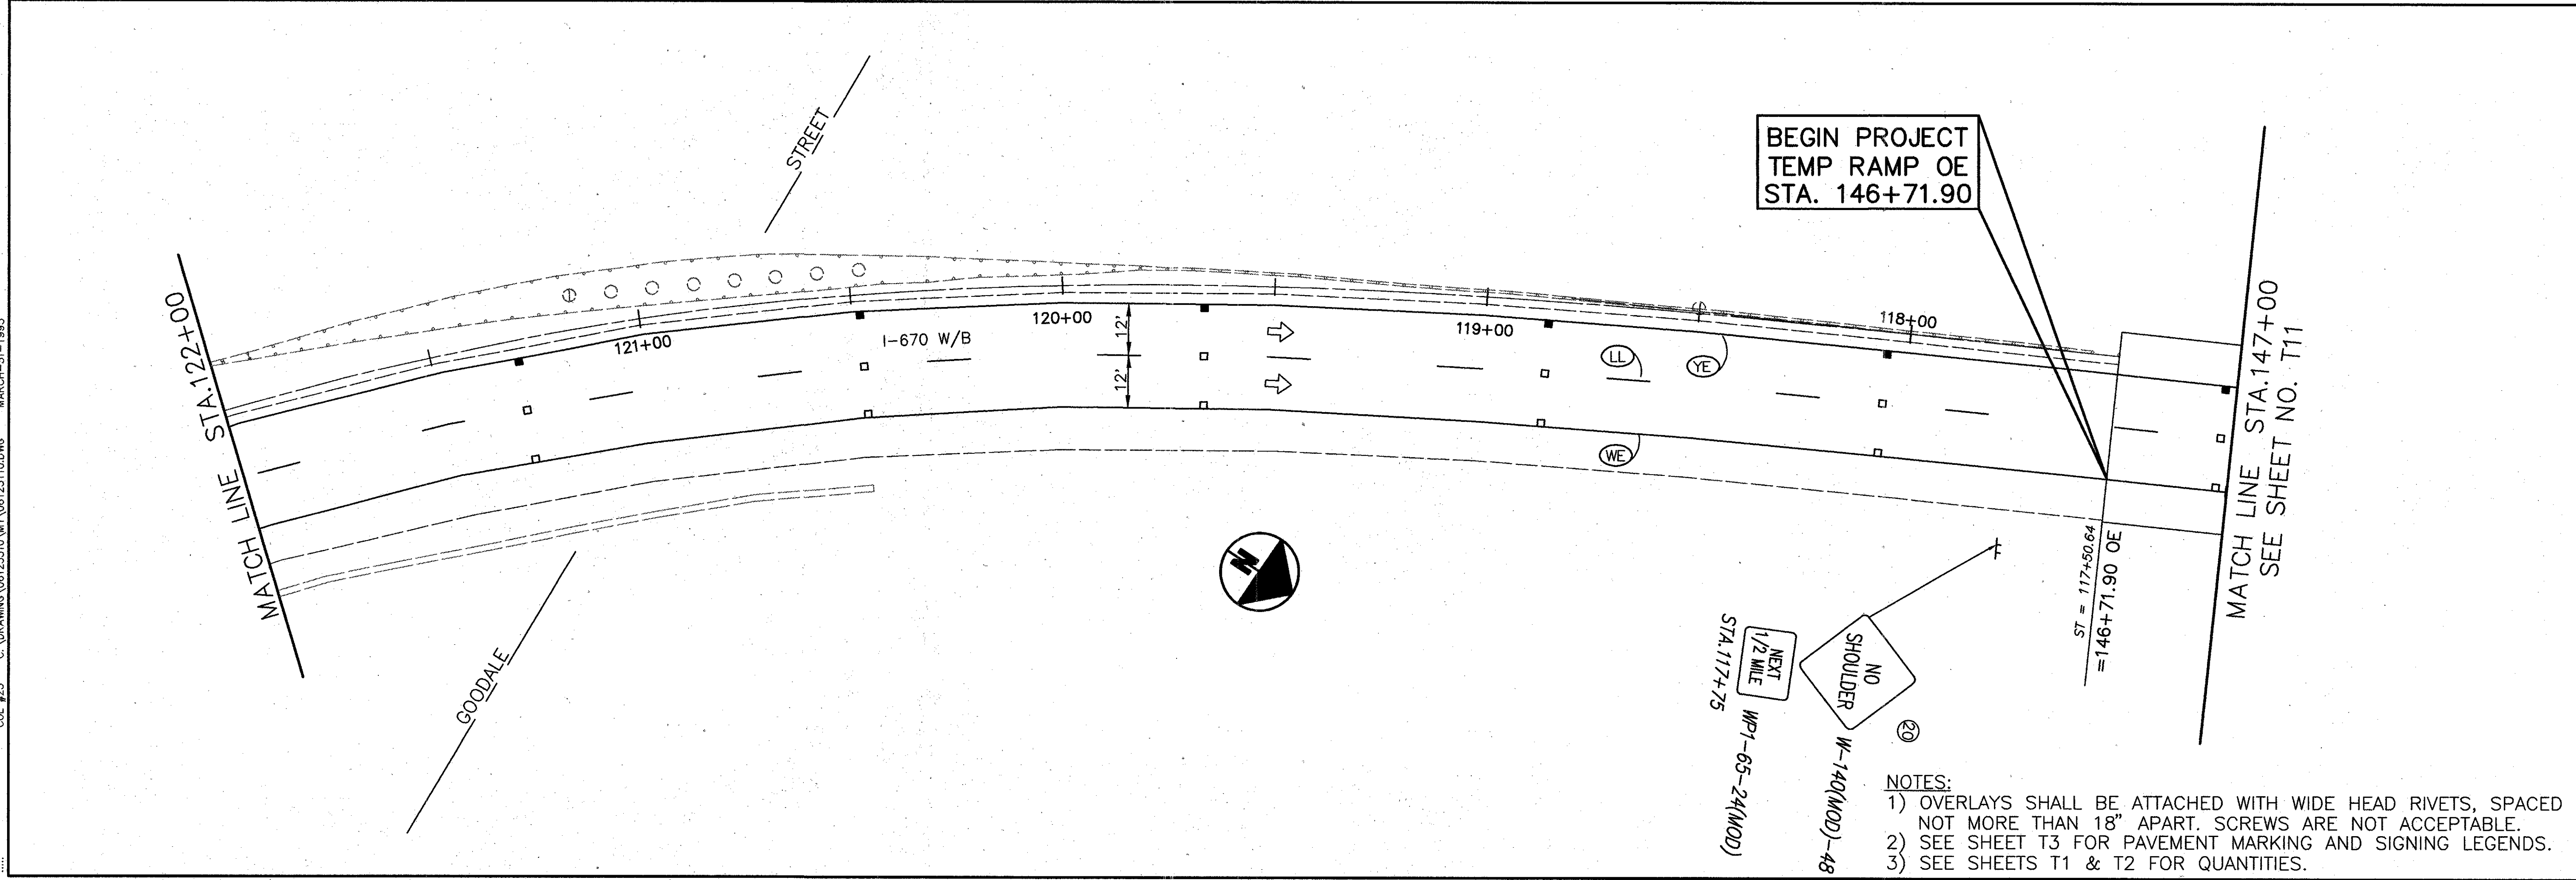 STREET
BEGIN PROJECT
TEMP RAMP OE
STA. 146+71.90
MATCH LINE STA.122+00
121+00
I-670 W/B
120+00
12'
12'
119+00
118+00
LL
YE
WE
MATCH LINE STA.147+00
SEE SHEET NO. T11
N
ST = 117+50.64
=146+71.90 OE
GOODALE
NO
SHOULDER
W-140(MOD)-48
20
NEXT
1/2 MILE
WP1-65-24(MOD)
STA.117+75
NOTES:
1) OVERLAYS SHALL BE ATTACHED WITH WIDE HEAD RIVETS, SPACED
NOT MORE THAN 18" APART. SCREWS ARE NOT ACCEPTABLE.
2) SEE SHEET T3 FOR PAVEMENT MARKING AND SIGNING LEGENDS.
3) SEE SHEETS T1 & T2 FOR QUANTITIES.